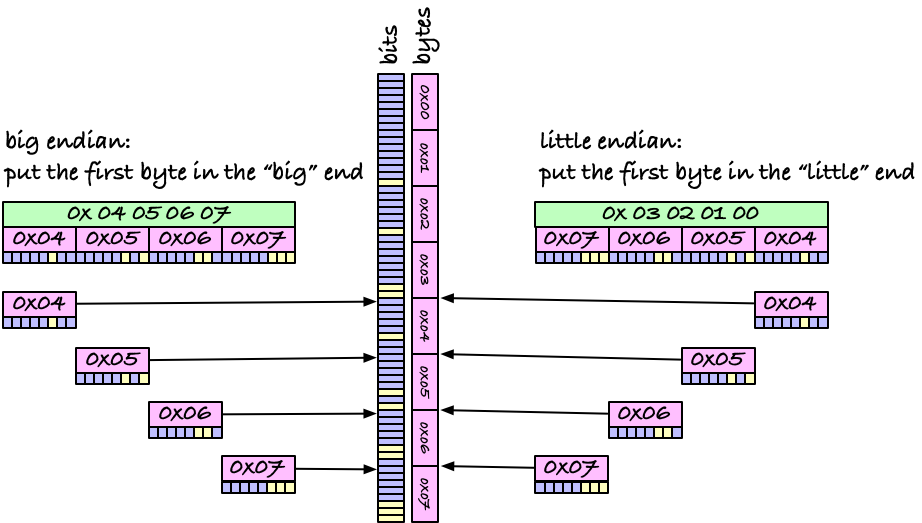 bits
bytes
0x00
0x01
0x02
0x03
0x04
0x05
0x06
0x07
big endian:
put the first byte in the “big” end
0x 04 05 06 07
0x04 0x05 0x06 0x07
0x04
0x05
0x06
0x07
little endian:
put the first byte in the “little” end
0x 03 02 01 00
0x07 0x06 0x05 0x04
0x04
0x05
0x06
0x07